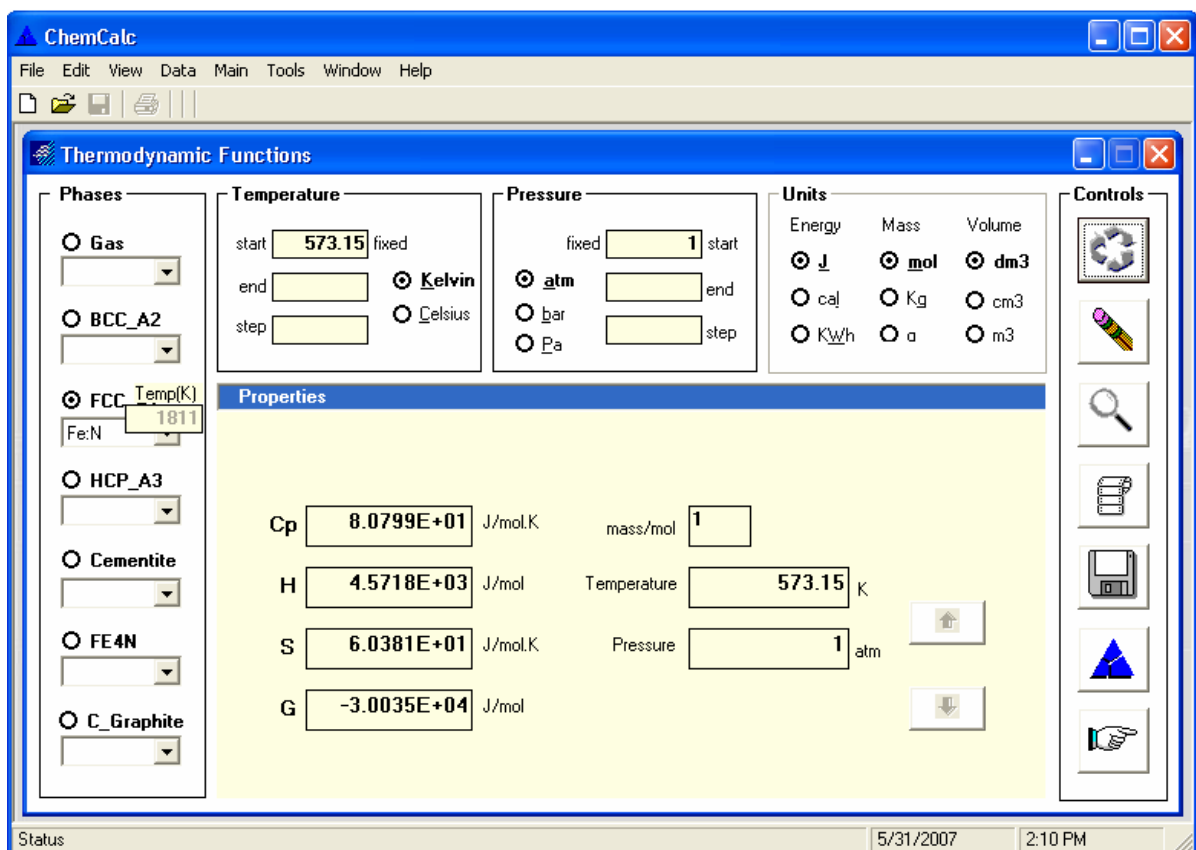 ChemCalc
File Edit View Data Main Tools Window Help
Thermodynamic Functions
Phases
Gas
BCC_A2
FCC_
Temp(K)
1811
Fe:N
HCP_A3
Cementite
FE4N
C_Graphite
Temperature
start 573.15 fixed
end
step
Kelvin
Celsius
Pressure
fixed 1 start
end
step
atm
bar
Pa
Units
Energy Mass Volume
J mol dm3
cal Kg cm3
KWh m3
Controls
Properties
Cp 8.0799E+01 J/mol.K
H 4.5718E+03 J/mol
S 6.0381E+01 J/mol.K
G -3.0035E+04 J/mol
mass/mol 1
Temperature 573.15 K
Pressure 1 atm
Status 5/31/2007 2:10 PM